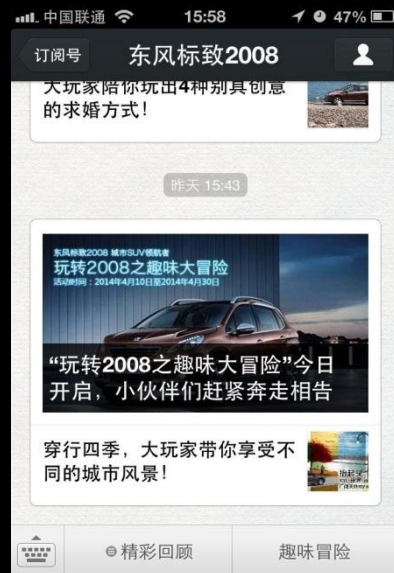 中国联通 15:58 47%
订阅号 东风标致2008
大玩家陪你玩出4种别具创意
的求婚方式！
昨天 15:43
东风标致2008 城市SUV领航者
玩转2008之趣味大冒险
活动时间：2014年4月10日至2014年4月30日
“玩转2008之趣味大冒险”今日
开启，小伙伴们赶紧奔走相告
穿行四季，大玩家带你享受不
同的城市风景！
精彩回顾 趣味冒险